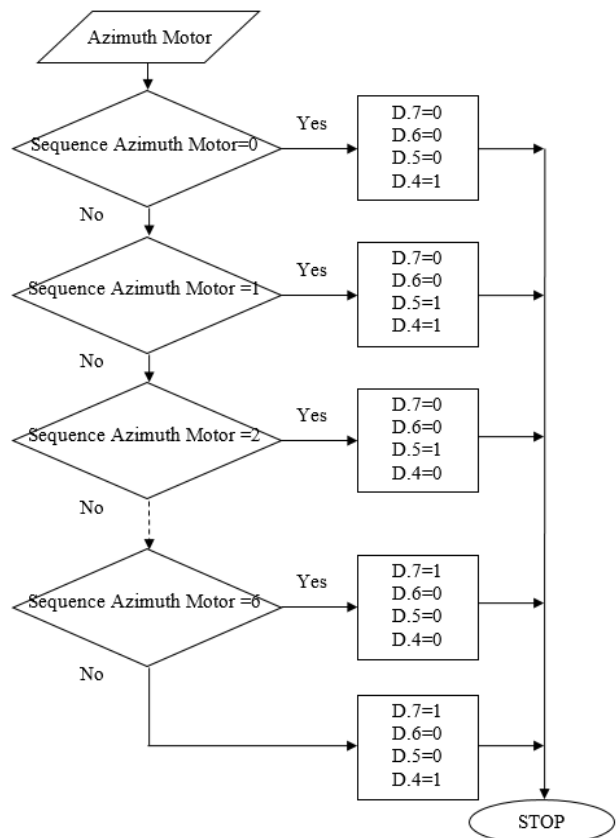 Azimuth Motor
Sequence Azimuth Motor=0
Yes
D.7=0
D.6=0
D.5=0
D.4=1
No
Sequence Azimuth Motor =1
Yes
D.7=0
D.6=0
D.5=1
D.4=1
No
Sequence Azimuth Motor =2
Yes
D.7=0
D.6=0
D.5=1
D.4=0
No
Sequence Azimuth Motor =6
Yes
D.7=1
D.6=0
D.5=0
D.4=0
No
D.7=1
D.6=0
D.5=0
D.4=1
STOP